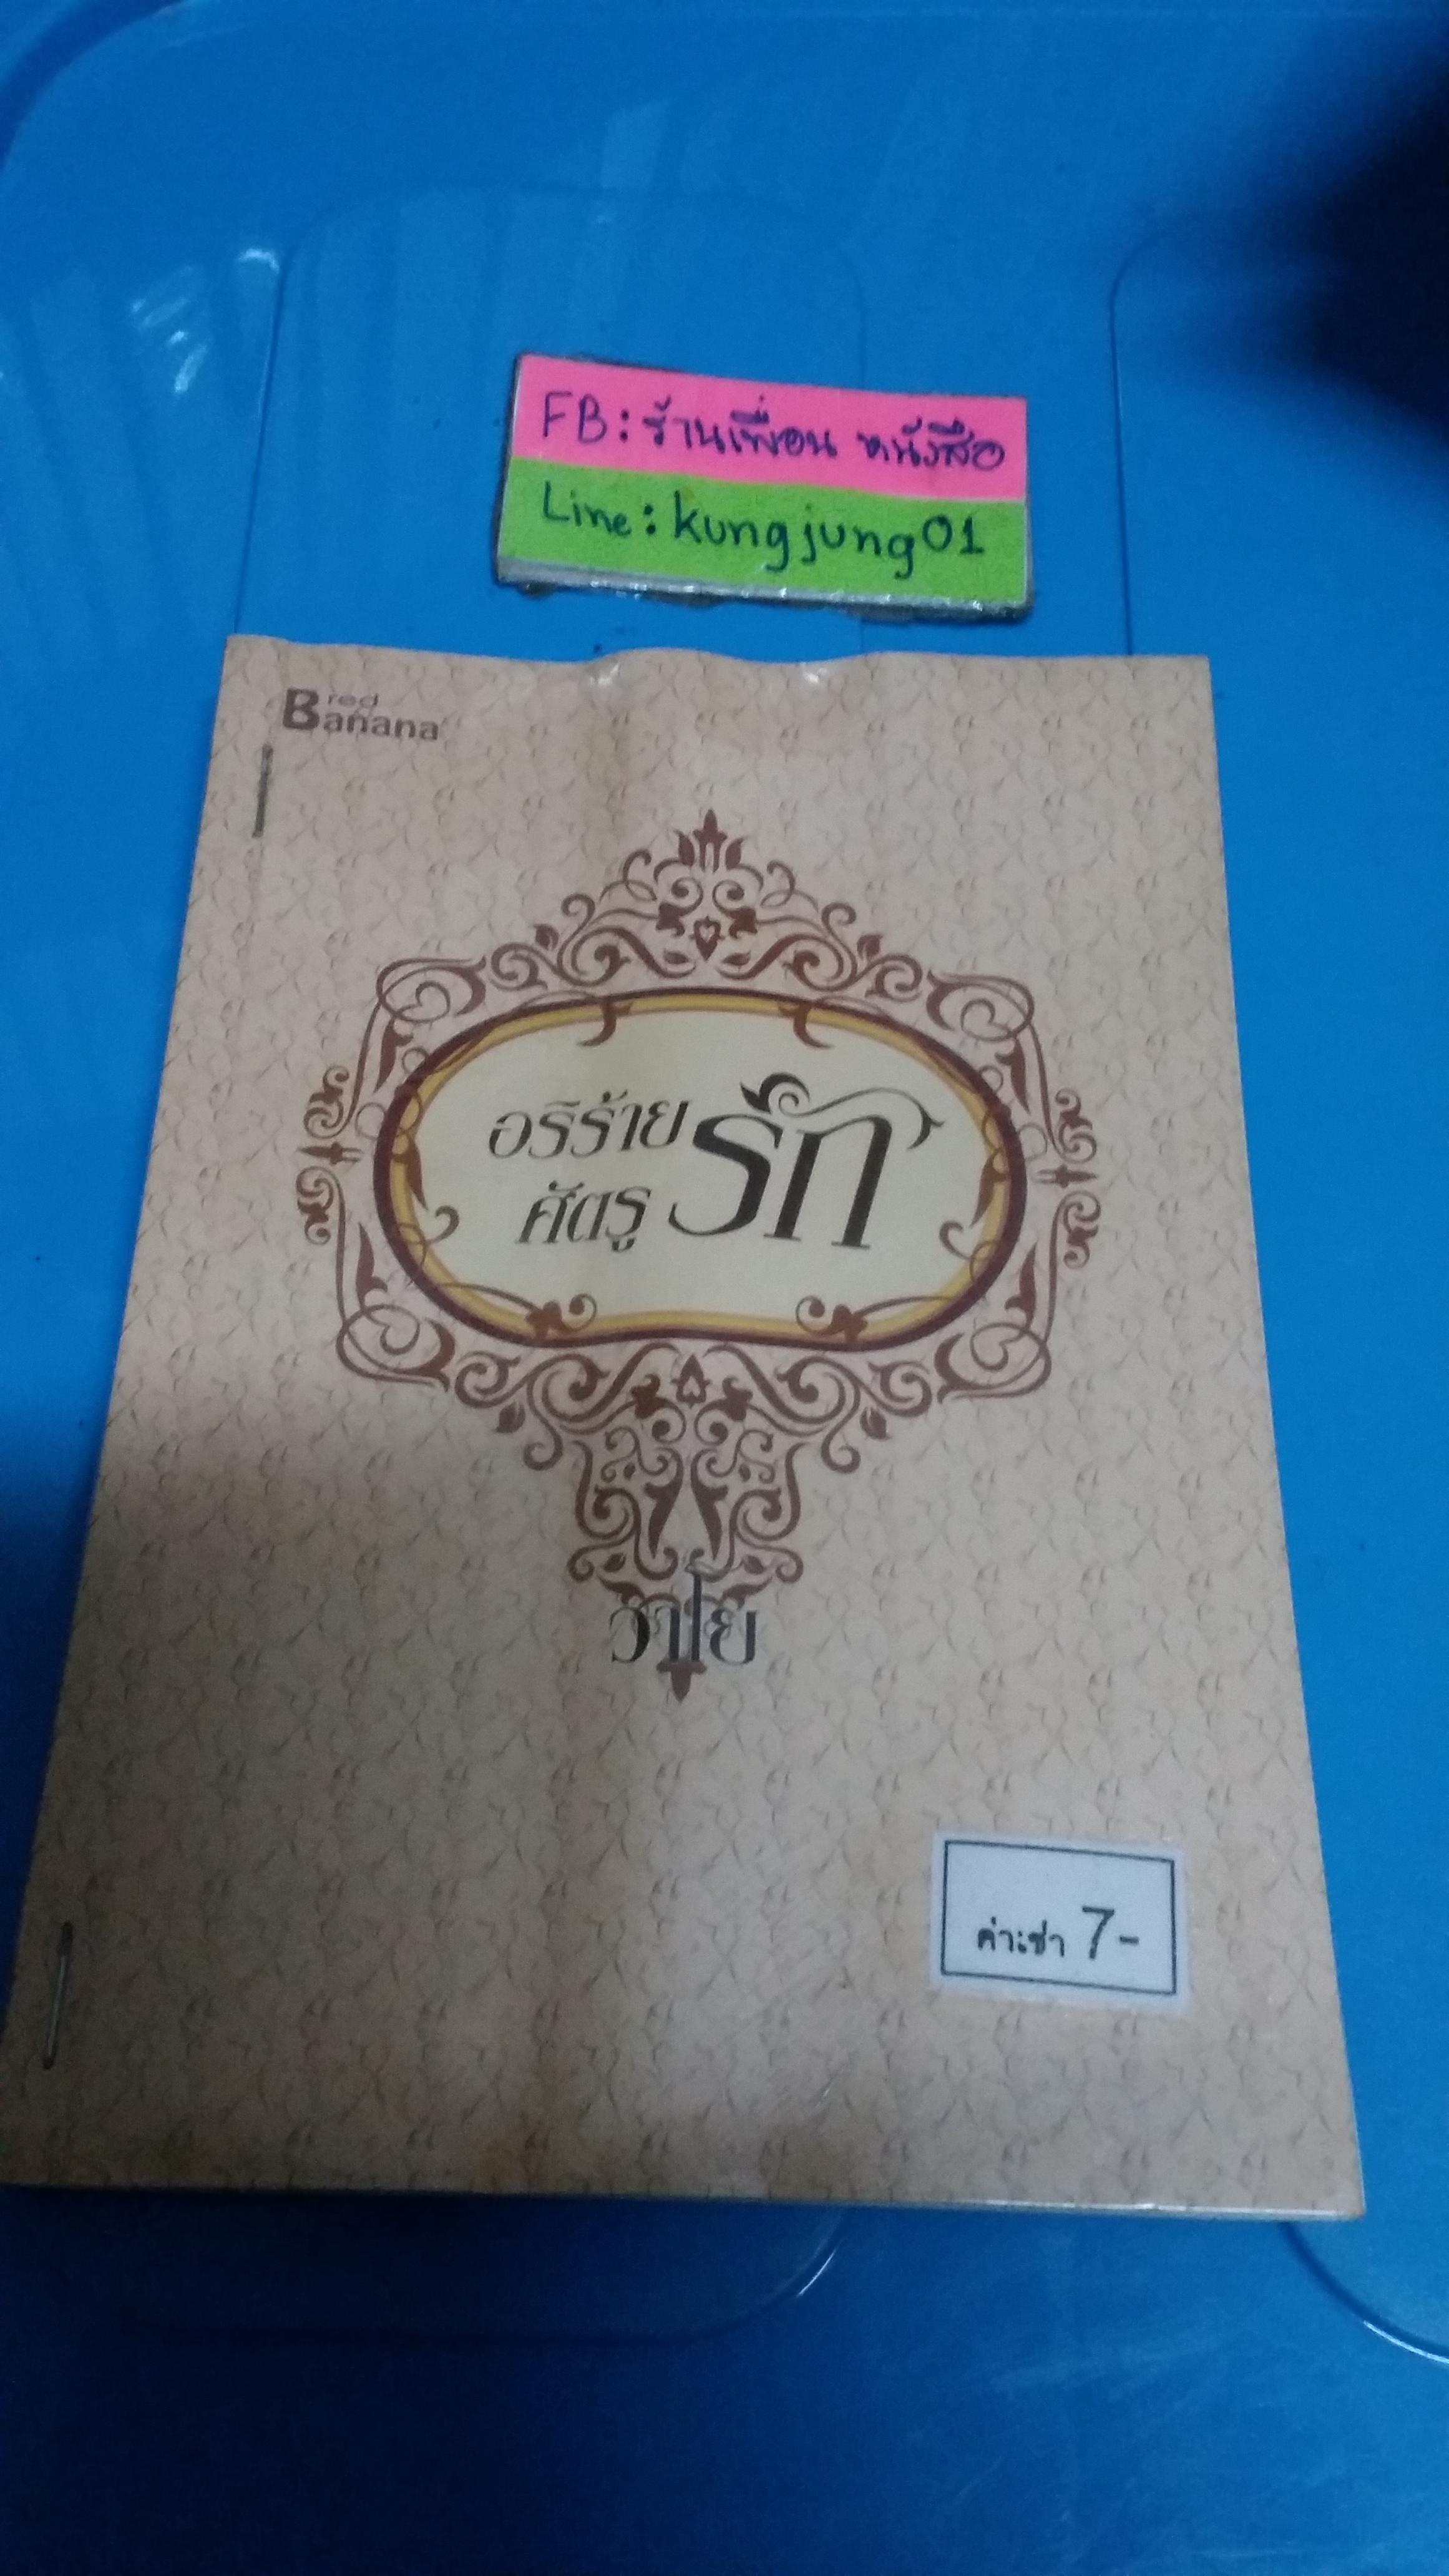 FB: ร้านเพื่อน หนังสือ
Line: kungjung01
red
Banana
อริร้าย
ศัตรู รัก
วาโย
ค่าเช่า 7-